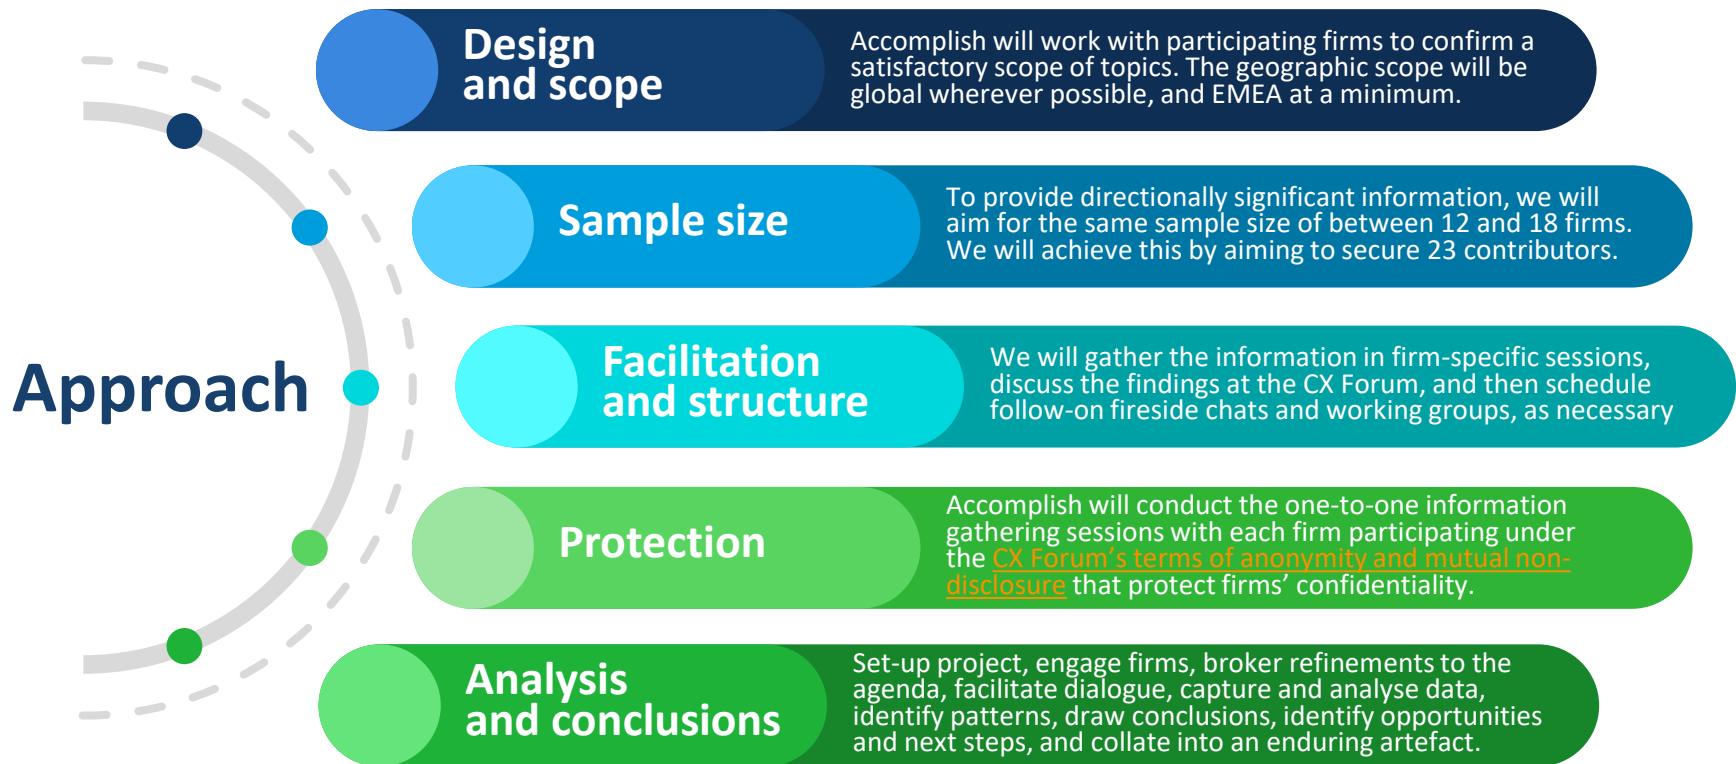 Approach
Design
and scope
Accomplish will work with participating firms to confirm a
satisfactory scope of topics. The geographic scope will be
global wherever possible, and EMEA at a minimum.
Sample size
To provide directionally significant information, we will
aim for the same sample size of between 12 and 18 firms.
We will achieve this by aiming to secure 23 contributors.
Facilitation
and structure
We will gather the information in firm-specific sessions,
discuss the findings at the CX Forum, and then schedule
follow-on fireside chats and working groups, as necessary
Protection
Accomplish will conduct the one-to-one information
gathering sessions with each firm participating under
the CX Forum’s terms of anonymity and mutual non-
disclosure that protect firms’ confidentiality.
Analysis
and conclusions
Set-up project, engage firms, broker refinements to the
agenda, facilitate dialogue, capture and analyse data,
identify patterns, draw conclusions, identify opportunities
and next steps, and collate into an enduring artefact.